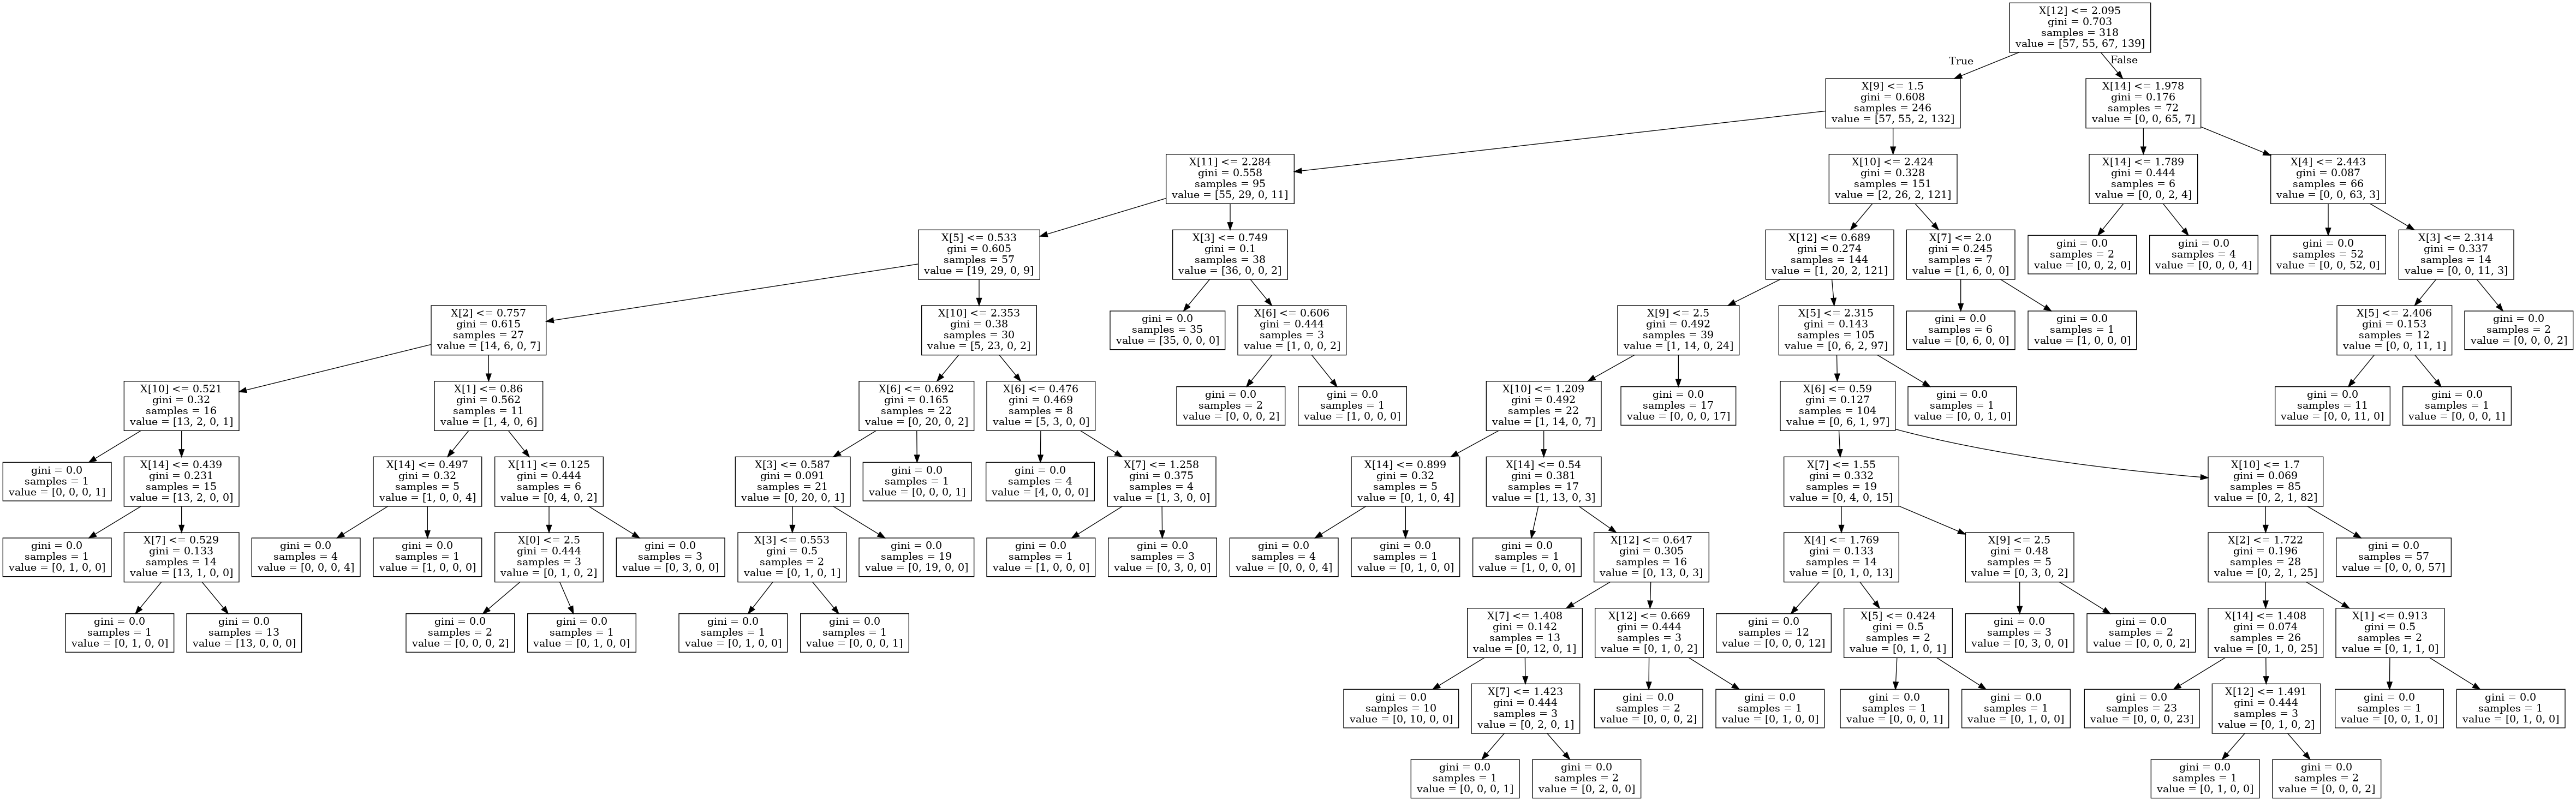 X[12] <= 2.095
gini = 0.703
samples = 318
value = [57, 55, 67, 139]
True
False
X[9] <= 1.5
gini = 0.608
samples = 246
value = [57, 55, 2, 132]
X[14] <= 1.978
gini = 0.176
samples = 72
value = [0, 0, 65, 7]
X[11] <= 2.284
gini = 0.558
samples = 95
value = [55, 29, 0, 11]
X[10] <= 2.424
gini = 0.328
samples = 151
value = [2, 26, 2, 121]
X[14] <= 1.789
gini = 0.444
samples = 6
value = [0, 0, 2, 4]
X[4] <= 2.443
gini = 0.087
samples = 66
value = [0, 0, 63, 3]
X[5] <= 0.533
gini = 0.605
samples = 57
value = [19, 29, 0, 9]
X[3] <= 0.749
gini = 0.1
samples = 38
value = [36, 0, 0, 2]
X[12] <= 0.689
gini = 0.274
samples = 144
value = [1, 20, 2, 121]
X[7] <= 2.0
gini = 0.245
samples = 7
value = [1, 6, 0, 0]
gini = 0.0
samples = 2
value = [0, 0, 2, 0]
gini = 0.0
samples = 4
value = [0, 0, 0, 4]
gini = 0.0
samples = 52
value = [0, 0, 52, 0]
X[3] <= 2.314
gini = 0.337
samples = 14
value = [0, 0, 11, 3]
X[2] <= 0.757
gini = 0.615
samples = 27
value = [14, 6, 0, 7]
X[10] <= 2.353
gini = 0.38
samples = 30
value = [5, 23, 0, 2]
gini = 0.0
samples = 35
value = [35, 0, 0, 0]
X[6] <= 0.606
gini = 0.444
samples = 3
value = [1, 0, 0, 2]
X[9] <= 2.5
gini = 0.492
samples = 39
value = [1, 14, 0, 24]
X[5] <= 2.315
gini = 0.143
samples = 105
value = [0, 6, 2, 97]
gini = 0.0
samples = 6
value = [0, 6, 0, 0]
gini = 0.0
samples = 1
value = [1, 0, 0, 0]
X[5] <= 2.406
gini = 0.153
samples = 12
value = [0, 0, 11, 1]
gini = 0.0
samples = 2
value = [0, 0, 0, 2]
X[10] <= 0.521
gini = 0.32
samples = 16
value = [13, 2, 0, 1]
X[1] <= 0.86
gini = 0.562
samples = 11
value = [1, 4, 0, 6]
X[6] <= 0.692
gini = 0.165
samples = 22
value = [0, 20, 0, 2]
X[6] <= 0.476
gini = 0.469
samples = 8
value = [5, 3, 0, 0]
gini = 0.0
samples = 2
value = [0, 0, 0, 2]
gini = 0.0
samples = 1
value = [1, 0, 0, 0]
X[10] <= 1.209
gini = 0.492
samples = 22
value = [1, 14, 0, 7]
gini = 0.0
samples = 17
value = [0, 0, 0, 17]
X[6] <= 0.59
gini = 0.127
samples = 104
value = [0, 6, 1, 97]
gini = 0.0
samples = 1
value = [0, 0, 1, 0]
gini = 0.0
samples = 11
value = [0, 0, 11, 0]
gini = 0.0
samples = 1
value = [0, 0, 0, 1]
gini = 0.0
samples = 1
value = [0, 0, 0, 1]
X[14] <= 0.439
gini = 0.231
samples = 15
value = [13, 2, 0, 0]
X[14] <= 0.497
gini = 0.32
samples = 5
value = [1, 0, 0, 4]
X[11] <= 0.125
gini = 0.444
samples = 6
value = [0, 4, 0, 2]
X[3] <= 0.587
gini = 0.091
samples = 21
value = [0, 20, 0, 1]
gini = 0.0
samples = 1
value = [0, 0, 0, 1]
gini = 0.0
samples = 4
value = [4, 0, 0, 0]
X[7] <= 1.258
gini = 0.375
samples = 4
value = [1, 3, 0, 0]
X[14] <= 0.899
gini = 0.32
samples = 5
value = [0, 1, 0, 4]
X[14] <= 0.54
gini = 0.381
samples = 17
value = [1, 13, 0, 3]
X[7] <= 1.55
gini = 0.332
samples = 19
value = [0, 4, 0, 15]
X[10] <= 1.7
gini = 0.069
samples = 85
value = [0, 2, 1, 82]
gini = 0.0
samples = 1
value = [0, 1, 0, 0]
X[7] <= 0.529
gini = 0.133
samples = 14
value = [13, 1, 0, 0]
gini = 0.0
samples = 4
value = [0, 0, 0, 4]
gini = 0.0
samples = 1
value = [1, 0, 0, 0]
X[0] <= 2.5
gini = 0.444
samples = 3
value = [0, 1, 0, 2]
gini = 0.0
samples = 3
value = [0, 3, 0, 0]
X[3] <= 0.553
gini = 0.5
samples = 2
value = [0, 1, 0, 1]
gini = 0.0
samples = 19
value = [0, 19, 0, 0]
gini = 0.0
samples = 1
value = [1, 0, 0, 0]
gini = 0.0
samples = 3
value = [0, 3, 0, 0]
gini = 0.0
samples = 4
value = [0, 0, 0, 4]
gini = 0.0
samples = 1
value = [0, 1, 0, 0]
gini = 0.0
samples = 1
value = [1, 0, 0, 0]
X[12] <= 0.647
gini = 0.305
samples = 16
value = [0, 13, 0, 3]
X[4] <= 1.769
gini = 0.133
samples = 14
value = [0, 1, 0, 13]
X[9] <= 2.5
gini = 0.48
samples = 5
value = [0, 3, 0, 2]
X[2] <= 1.722
gini = 0.196
samples = 28
value = [0, 2, 1, 25]
gini = 0.0
samples = 57
value = [0, 0, 0, 57]
gini = 0.0
samples = 1
value = [0, 1, 0, 0]
gini = 0.0
samples = 13
value = [13, 0, 0, 0]
gini = 0.0
samples = 2
value = [0, 0, 0, 2]
gini = 0.0
samples = 1
value = [0, 1, 0, 0]
gini = 0.0
samples = 1
value = [0, 1, 0, 0]
gini = 0.0
samples = 1
value = [0, 0, 0, 1]
X[7] <= 1.408
gini = 0.142
samples = 13
value = [0, 12, 0, 1]
X[12] <= 0.669
gini = 0.444
samples = 3
value = [0, 1, 0, 2]
gini = 0.0
samples = 12
value = [0, 0, 0, 12]
X[5] <= 0.424
gini = 0.5
samples = 2
value = [0, 1, 0, 1]
gini = 0.0
samples = 3
value = [0, 3, 0, 0]
gini = 0.0
samples = 2
value = [0, 0, 0, 2]
X[14] <= 1.408
gini = 0.074
samples = 26
value = [0, 1, 0, 25]
X[1] <= 0.913
gini = 0.5
samples = 2
value = [0, 1, 1, 0]
gini = 0.0
samples = 10
value = [0, 10, 0, 0]
X[7] <= 1.423
gini = 0.444
samples = 3
value = [0, 2, 0, 1]
gini = 0.0
samples = 2
value = [0, 0, 0, 2]
gini = 0.0
samples = 1
value = [0, 1, 0, 0]
gini = 0.0
samples = 1
value = [0, 0, 0, 1]
gini = 0.0
samples = 1
value = [0, 1, 0, 0]
gini = 0.0
samples = 23
value = [0, 0, 0, 23]
X[12] <= 1.491
gini = 0.444
samples = 3
value = [0, 1, 0, 2]
gini = 0.0
samples = 1
value = [0, 0, 1, 0]
gini = 0.0
samples = 1
value = [0, 1, 0, 0]
gini = 0.0
samples = 1
value = [0, 0, 0, 1]
gini = 0.0
samples = 2
value = [0, 2, 0, 0]
gini = 0.0
samples = 1
value = [0, 1, 0, 0]
gini = 0.0
samples = 2
value = [0, 0, 0, 2]